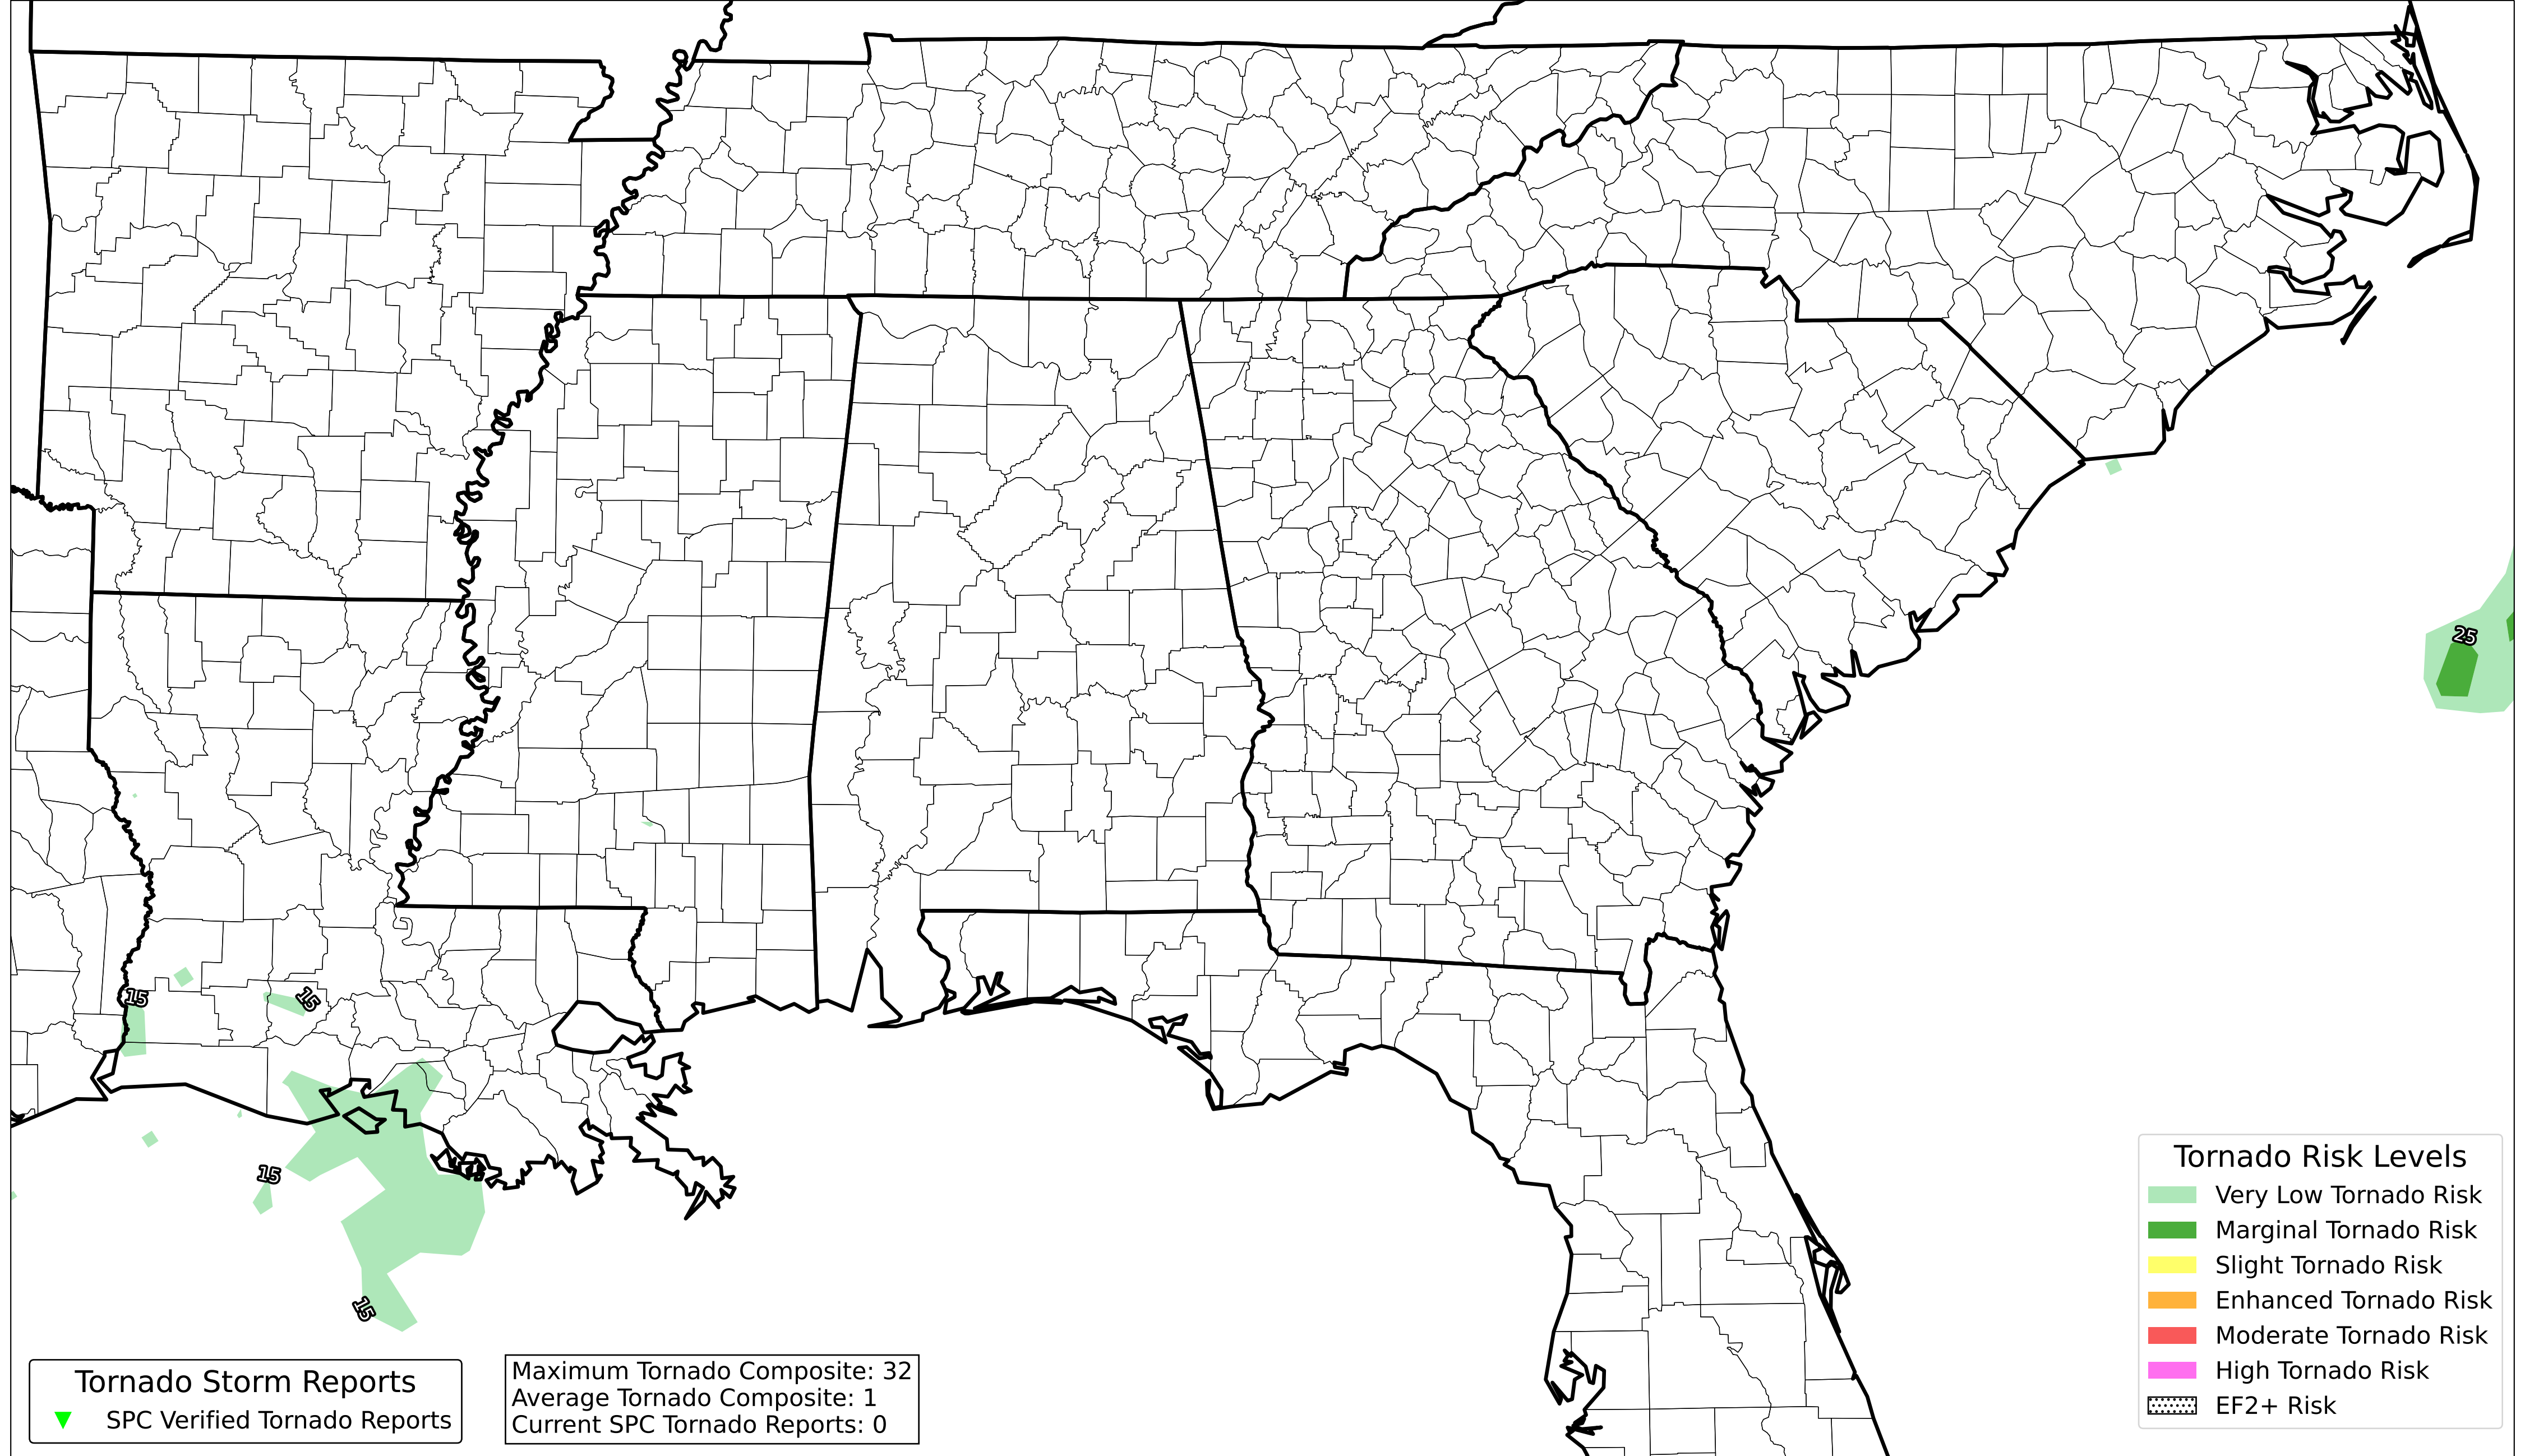 25
15
15
15
15
Tornado Storm Reports
SPC Verified Tornado Reports
Maximum Tornado Composite: 32
Average Tornado Composite: 1
Current SPC Tornado Reports: 0
Tornado Risk Levels
Very Low Tornado Risk
Marginal Tornado Risk
Slight Tornado Risk
Enhanced Tornado Risk
Moderate Tornado Risk
High Tornado Risk
EF2+ Risk